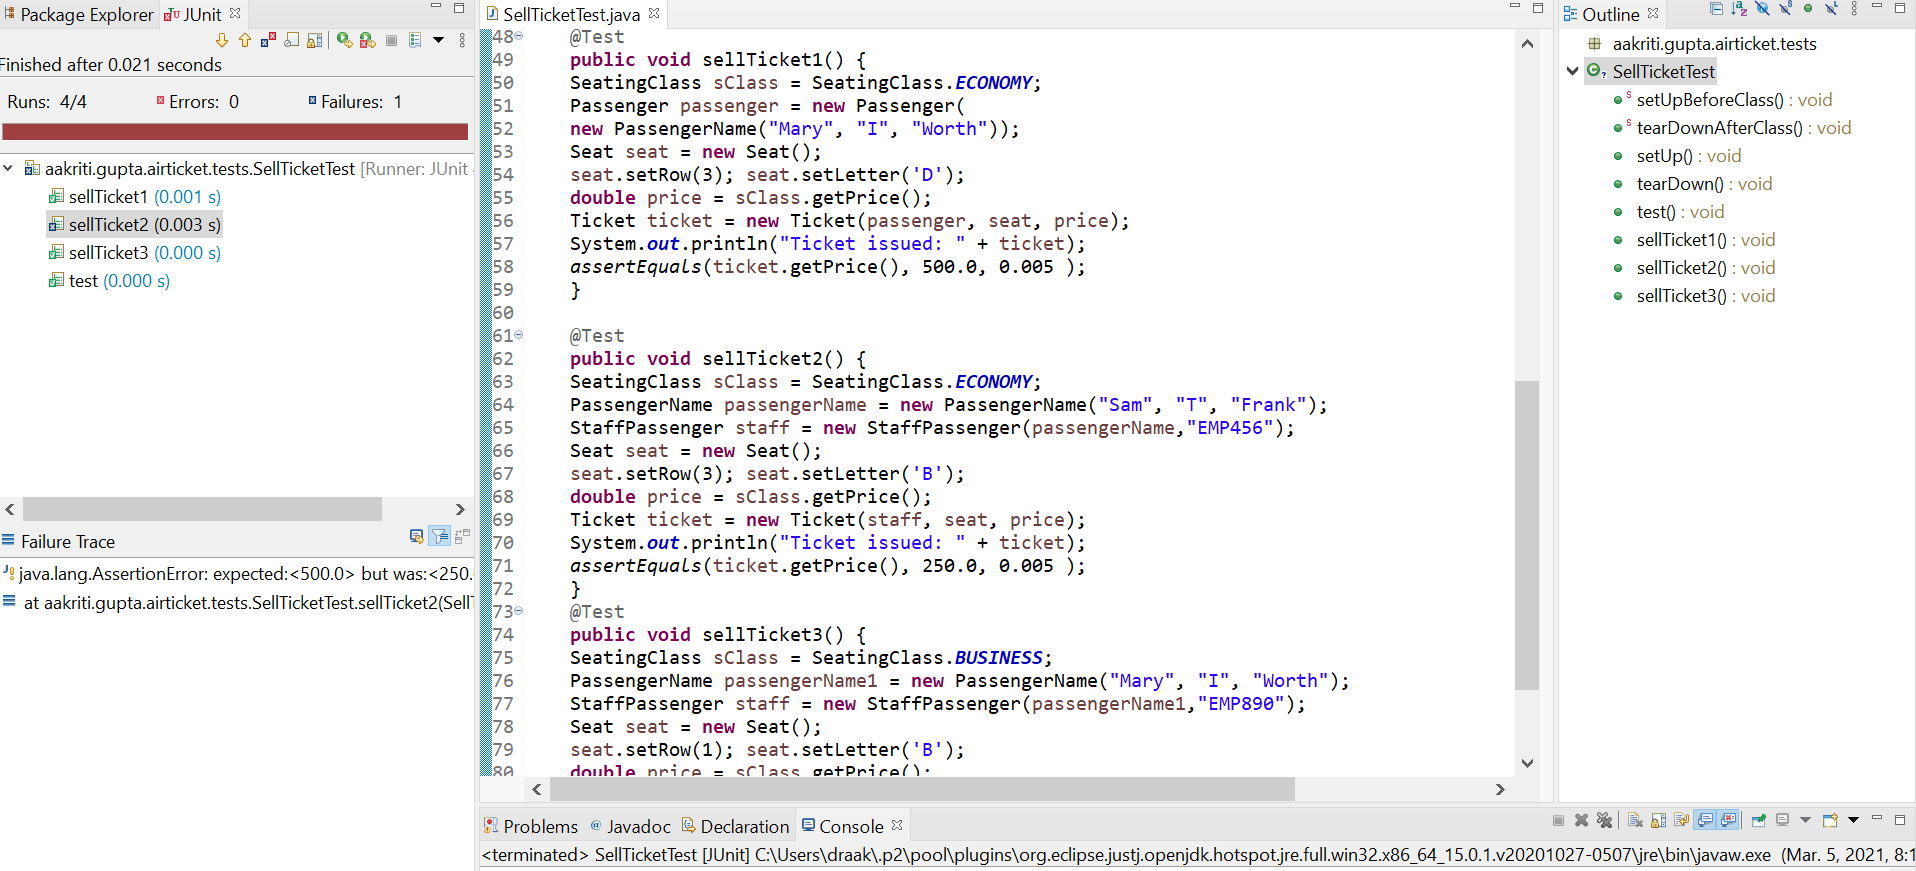 Package Explorer JUnit
Finished after 0.021 seconds
Runs: 4/4 Errors: 0 Failures: 1
aakriti.gupta.airticket.tests.SellTicketTest [Runner: JUnit
sellTicket1 (0.001 s)
sellTicket2 (0.003 s)
sellTicket3 (0.000 s)
test (0.000 s)
Failure Trace
java.lang.AssertionError: expected:<500.0> but was:<250.
at aakriti.gupta.airticket.tests.SellTicketTest.sellTicket2(SellT
SellTicketTest.java
48 @Test
49 public void sellTicket1() {
50 SeatingClass sClass = SeatingClass.ECONOMY;
51 Passenger passenger = new Passenger(
52 new PassengerName("Mary", "I", "Worth"));
53 Seat seat = new Seat();
54 seat.setRow(3); seat.setLetter('D');
55 double price = sClass.getPrice();
56 Ticket ticket = new Ticket(passenger, seat, price);
57 System.out.println("Ticket issued: " + ticket);
58 assertEquals(ticket.getPrice(), 500.0, 0.005 );
59 }
60
61 @Test
62 public void sellTicket2() {
63 SeatingClass sClass = SeatingClass.ECONOMY;
64 PassengerName passengerName = new PassengerName("Sam", "T", "Frank");
65 StaffPassenger staff = new StaffPassenger(passengerName,"EMP456");
66 Seat seat = new Seat();
67 seat.setRow(3); seat.setLetter('B');
68 double price = sClass.getPrice();
69 Ticket ticket = new Ticket(staff, seat, price);
70 System.out.println("Ticket issued: " + ticket);
71 assertEquals(ticket.getPrice(), 250.0, 0.005 );
72 }
73 @Test
74 public void sellTicket3() {
75 SeatingClass sClass = SeatingClass.BUSINESS;
76 PassengerName passengerName1 = new PassengerName("Mary", "I", "Worth");
77 StaffPassenger staff = new StaffPassenger(passengerName1,"EMP890");
78 Seat seat = new Seat();
79 seat.setRow(1); seat.setLetter('B');
80 double price = sClass.getPrice();
Outline
aakriti.gupta.airticket.tests
SellTicketTest
setUpBeforeClass() : void
tearDownAfterClass() : void
setUp() : void
tearDown() : void
test() : void
sellTicket1() : void
sellTicket2() : void
sellTicket3() : void
Problems @ Javadoc Declaration Console
<terminated> SellTicketTest [JUnit] C:\Users\draak\.p2\pool\plugins\org.eclipse.justj.openjdk.hotspot.jre.full.win32.x86_64_15.0.1.v20201027-0507\jre\bin\javaw.exe (Mar. 5, 2021, 8:1